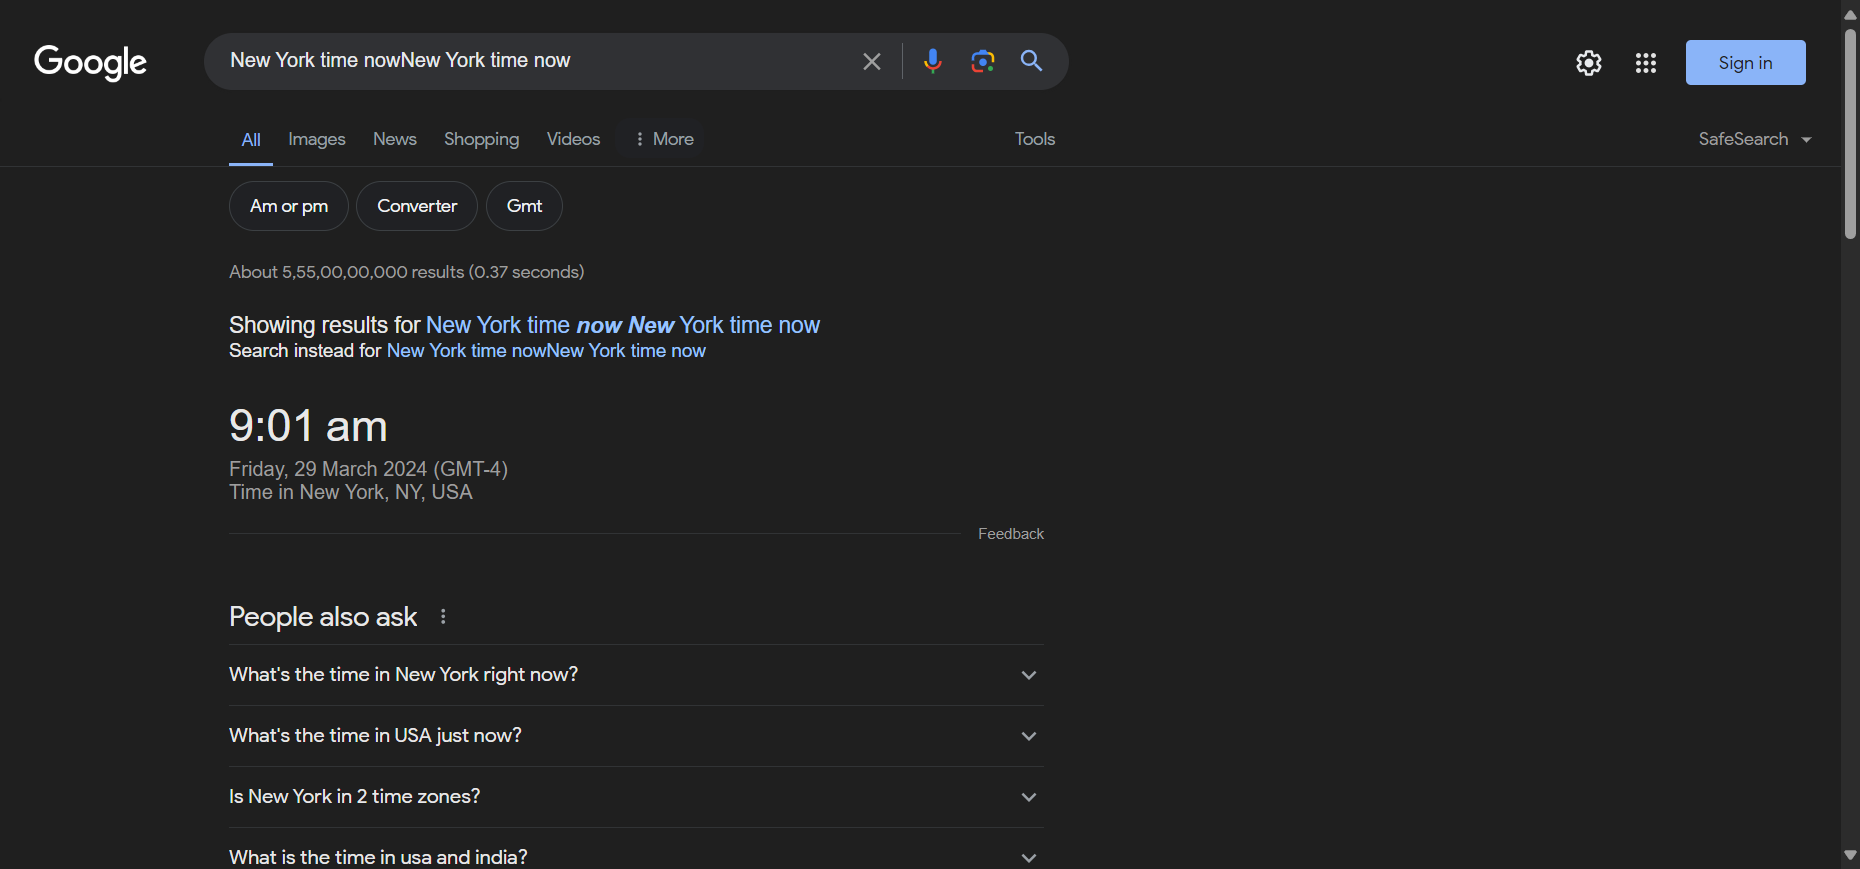 Google
New York time nowNew York time now
Sign in
All Images News Shopping Videos More Tools SafeSearch
Am or pm Converter Gmt
About 5,55,00,00,000 results (0.37 seconds)
Showing results for New York time now New York time now
Search instead for New York time nowNew York time now
9:01 am
Friday, 29 March 2024 (GMT-4)
Time in New York, NY, USA
Feedback
People also ask
What's the time in New York right now?
What's the time in USA just now?
Is New York in 2 time zones?
What is the time in usa and india?